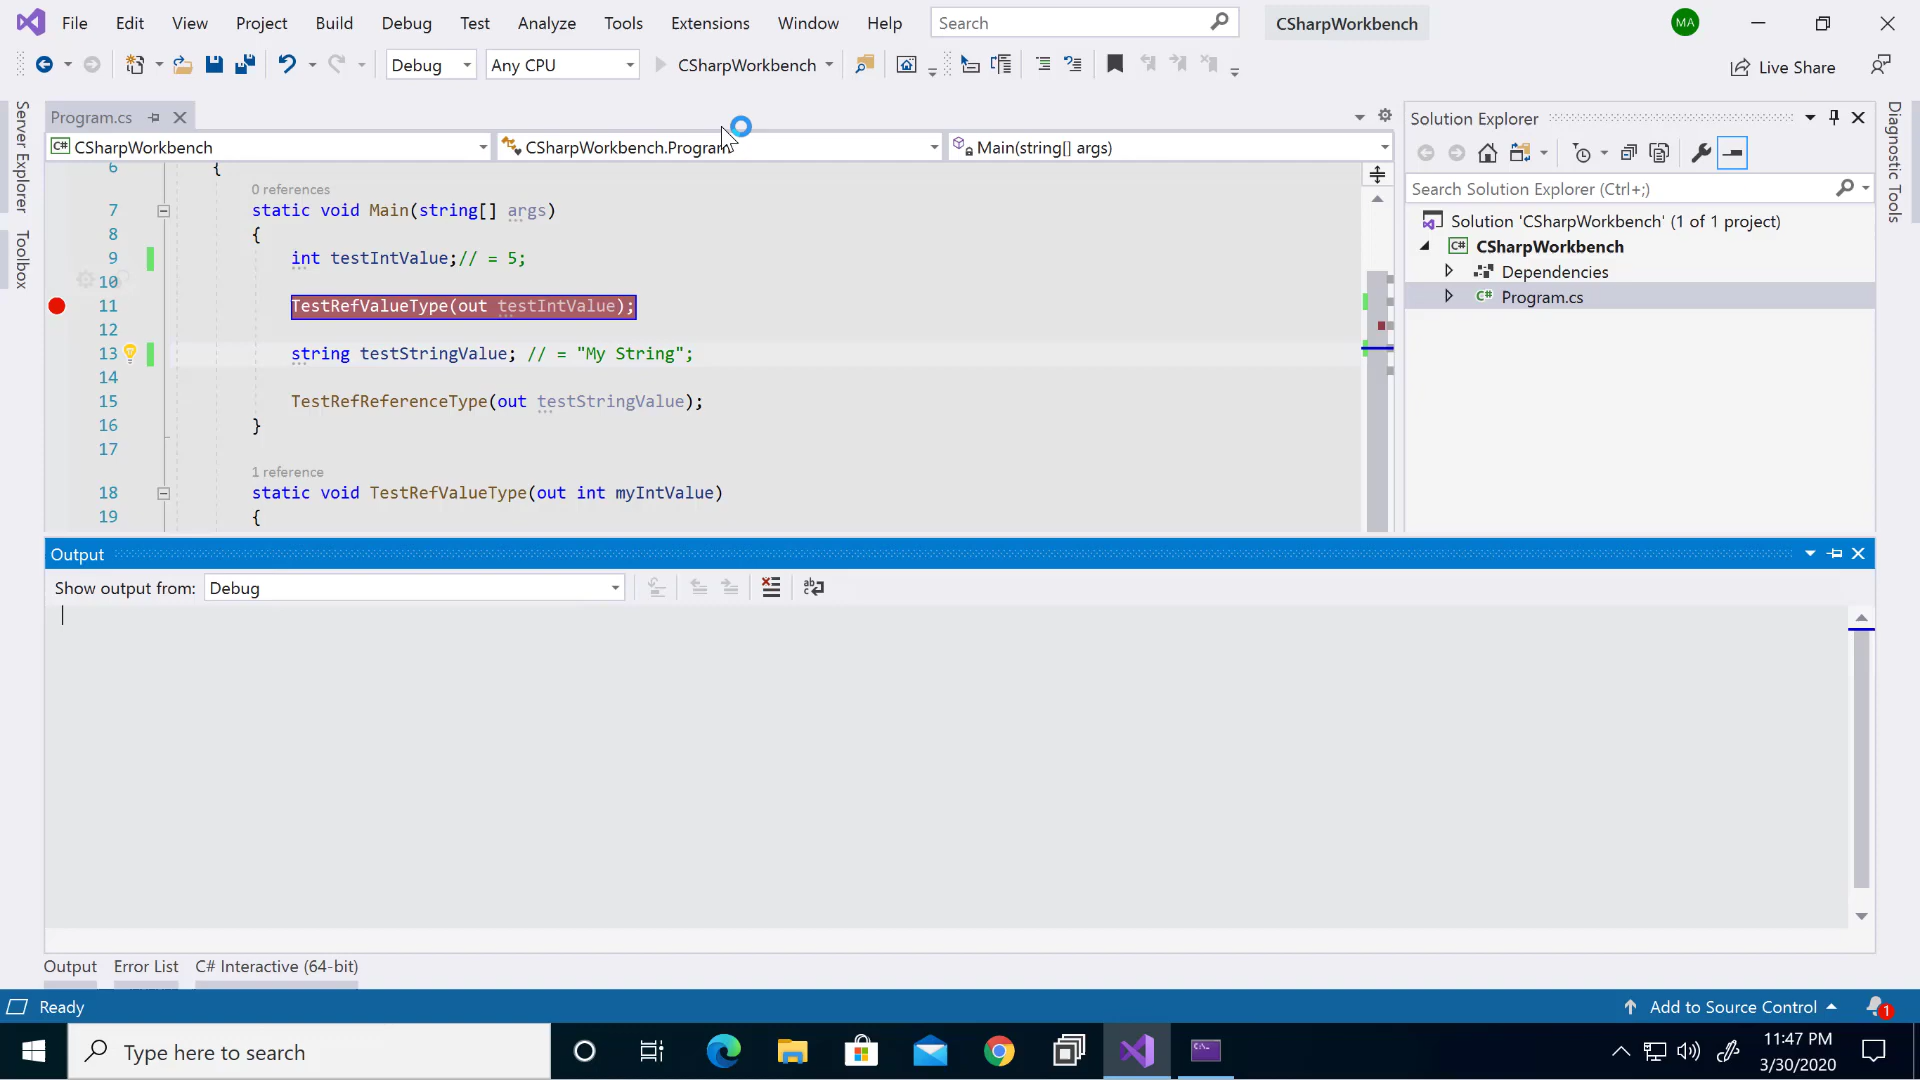 File Edit View Project Build Debug Test Analyze Tools Extensions Window Help Search CSharpWorkbench MA
Debug Any CPU CSharpWorkbench Live Share
Server Explorer
Toolbox
Program.cs
CSharpWorkbench CSharpWorkbench.Program Main(string[] args)
6 {
0 references
7 static void Main(string[] args)
8 {
9 int testIntValue;// = 5;
10
11 TestRefValueType(out testIntValue);
12
13 string testStringValue; // = "My String";
14
15 TestRefReferenceType(out testStringValue);
16 }
17
1 reference
18 static void TestRefValueType(out int myIntValue)
19 {
Solution Explorer
Search Solution Explorer (Ctrl+;)
Solution 'CSharpWorkbench' (1 of 1 project)
C# CSharpWorkbench
Dependencies
C# Program.cs
Diagnostic Tools
Output
Show output from: Debug
Output Error List C# Interactive (64-bit)
Ready Add to Source Control 1
Type here to search
11:47 PM
3/30/2020